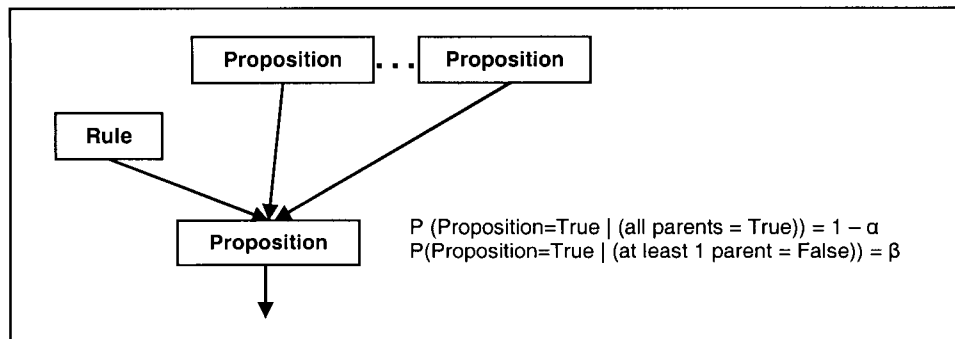 Proposition ... Proposition
Rule
Proposition
P (Proposition=True | (all parents = True)) = 1 – α
P(Proposition=True | (at least 1 parent = False)) = β